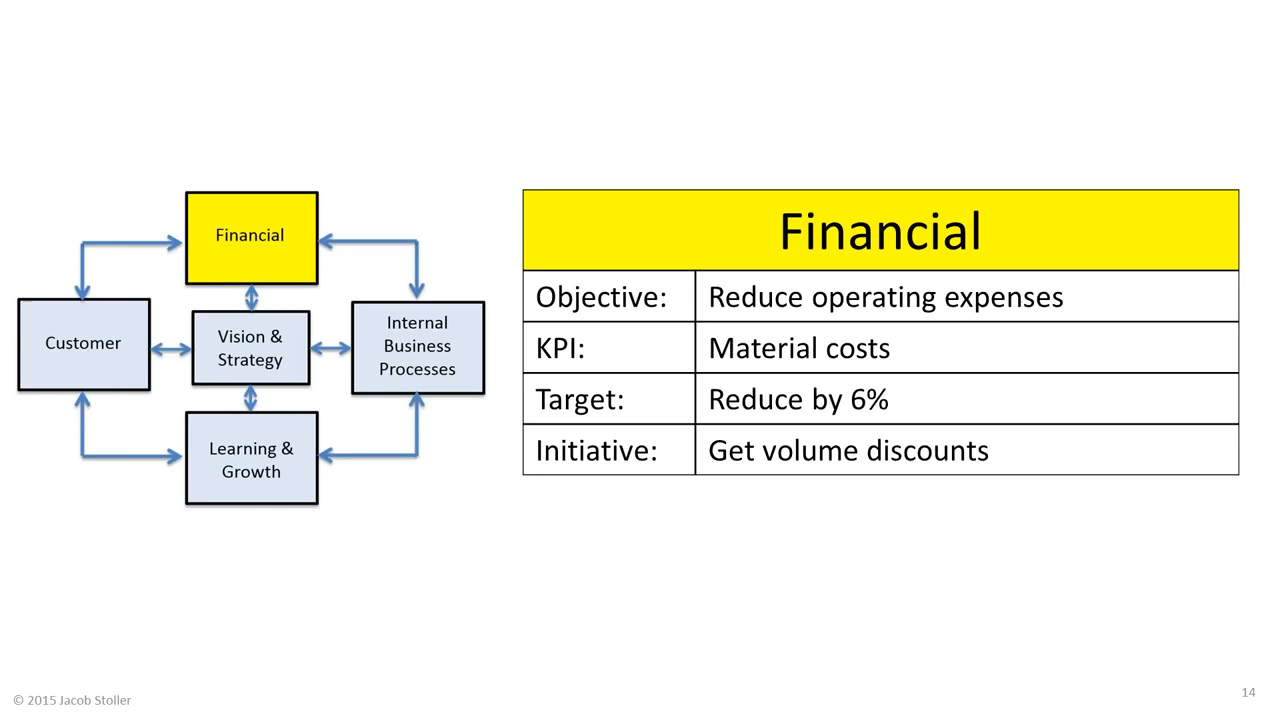 Financial
Customer
Vision &
Strategy
Internal
Business
Processes
Learning &
Growth
Financial
Objective: Reduce operating expenses
KPI: Material costs
Target: Reduce by 6%
Initiative: Get volume discounts
© 2015 Jacob Stoller
14